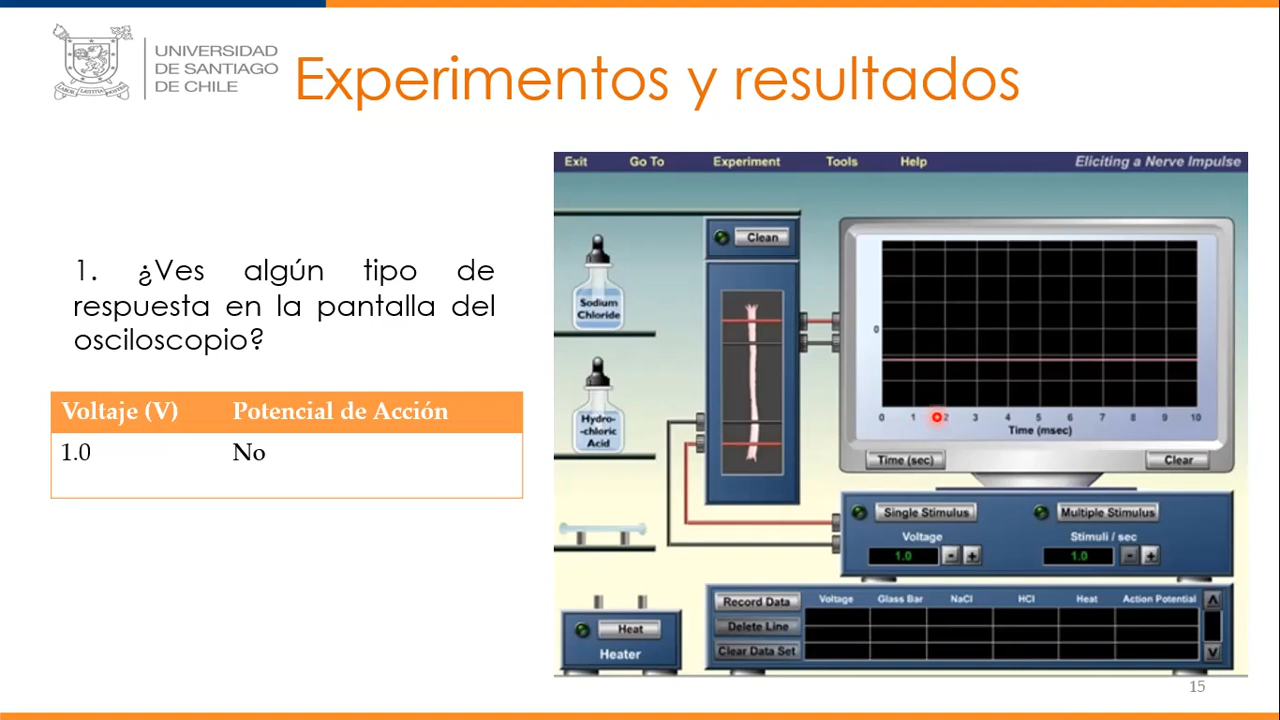 UNIVERSIDAD
DE SANTIAGO
DE CHILE
Experimentos y resultados
1. ¿Ves algún tipo de
respuesta en la pantalla del
osciloscopio?
Voltaje (V) Potencial de Acción
1.0 No
Exit Go To Experiment Tools Help Eliciting a Nerve Impulse
Clean
Sodium
Chloride
Hydro-
chloric
Acid
0
0 1 2 3 4 5 6 7 8 9 10
Time (msec)
Time (sec) Clear
Single Stimulus Multiple Stimulus
Voltage Stimuli / sec
1.0 - + 1.0 - +
Record Data Voltage Glass Bar NaCl HCl Heat Action Potential
Delete Line
Clear Data Set
Heat
Heater
15